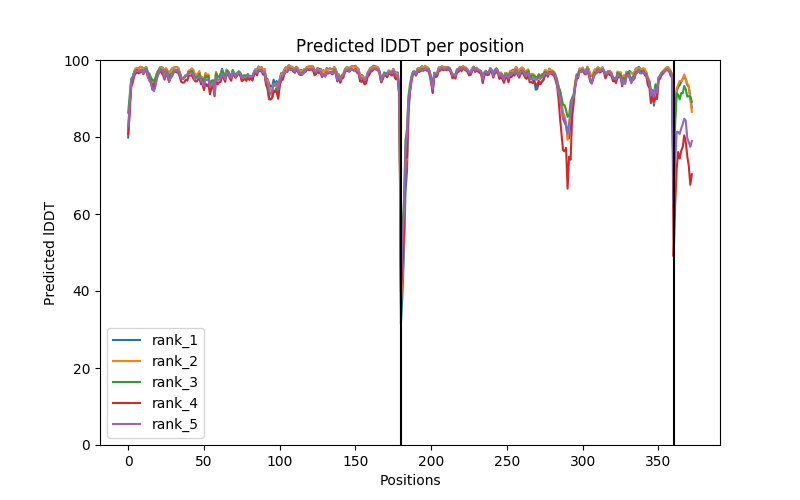 Predicted lDDT per position
Predicted lDDT
100
80
60
40
20
0
rank_1
rank_2
rank_3
rank_4
rank_5
0 50 100 150 200 250 300 350
Positions